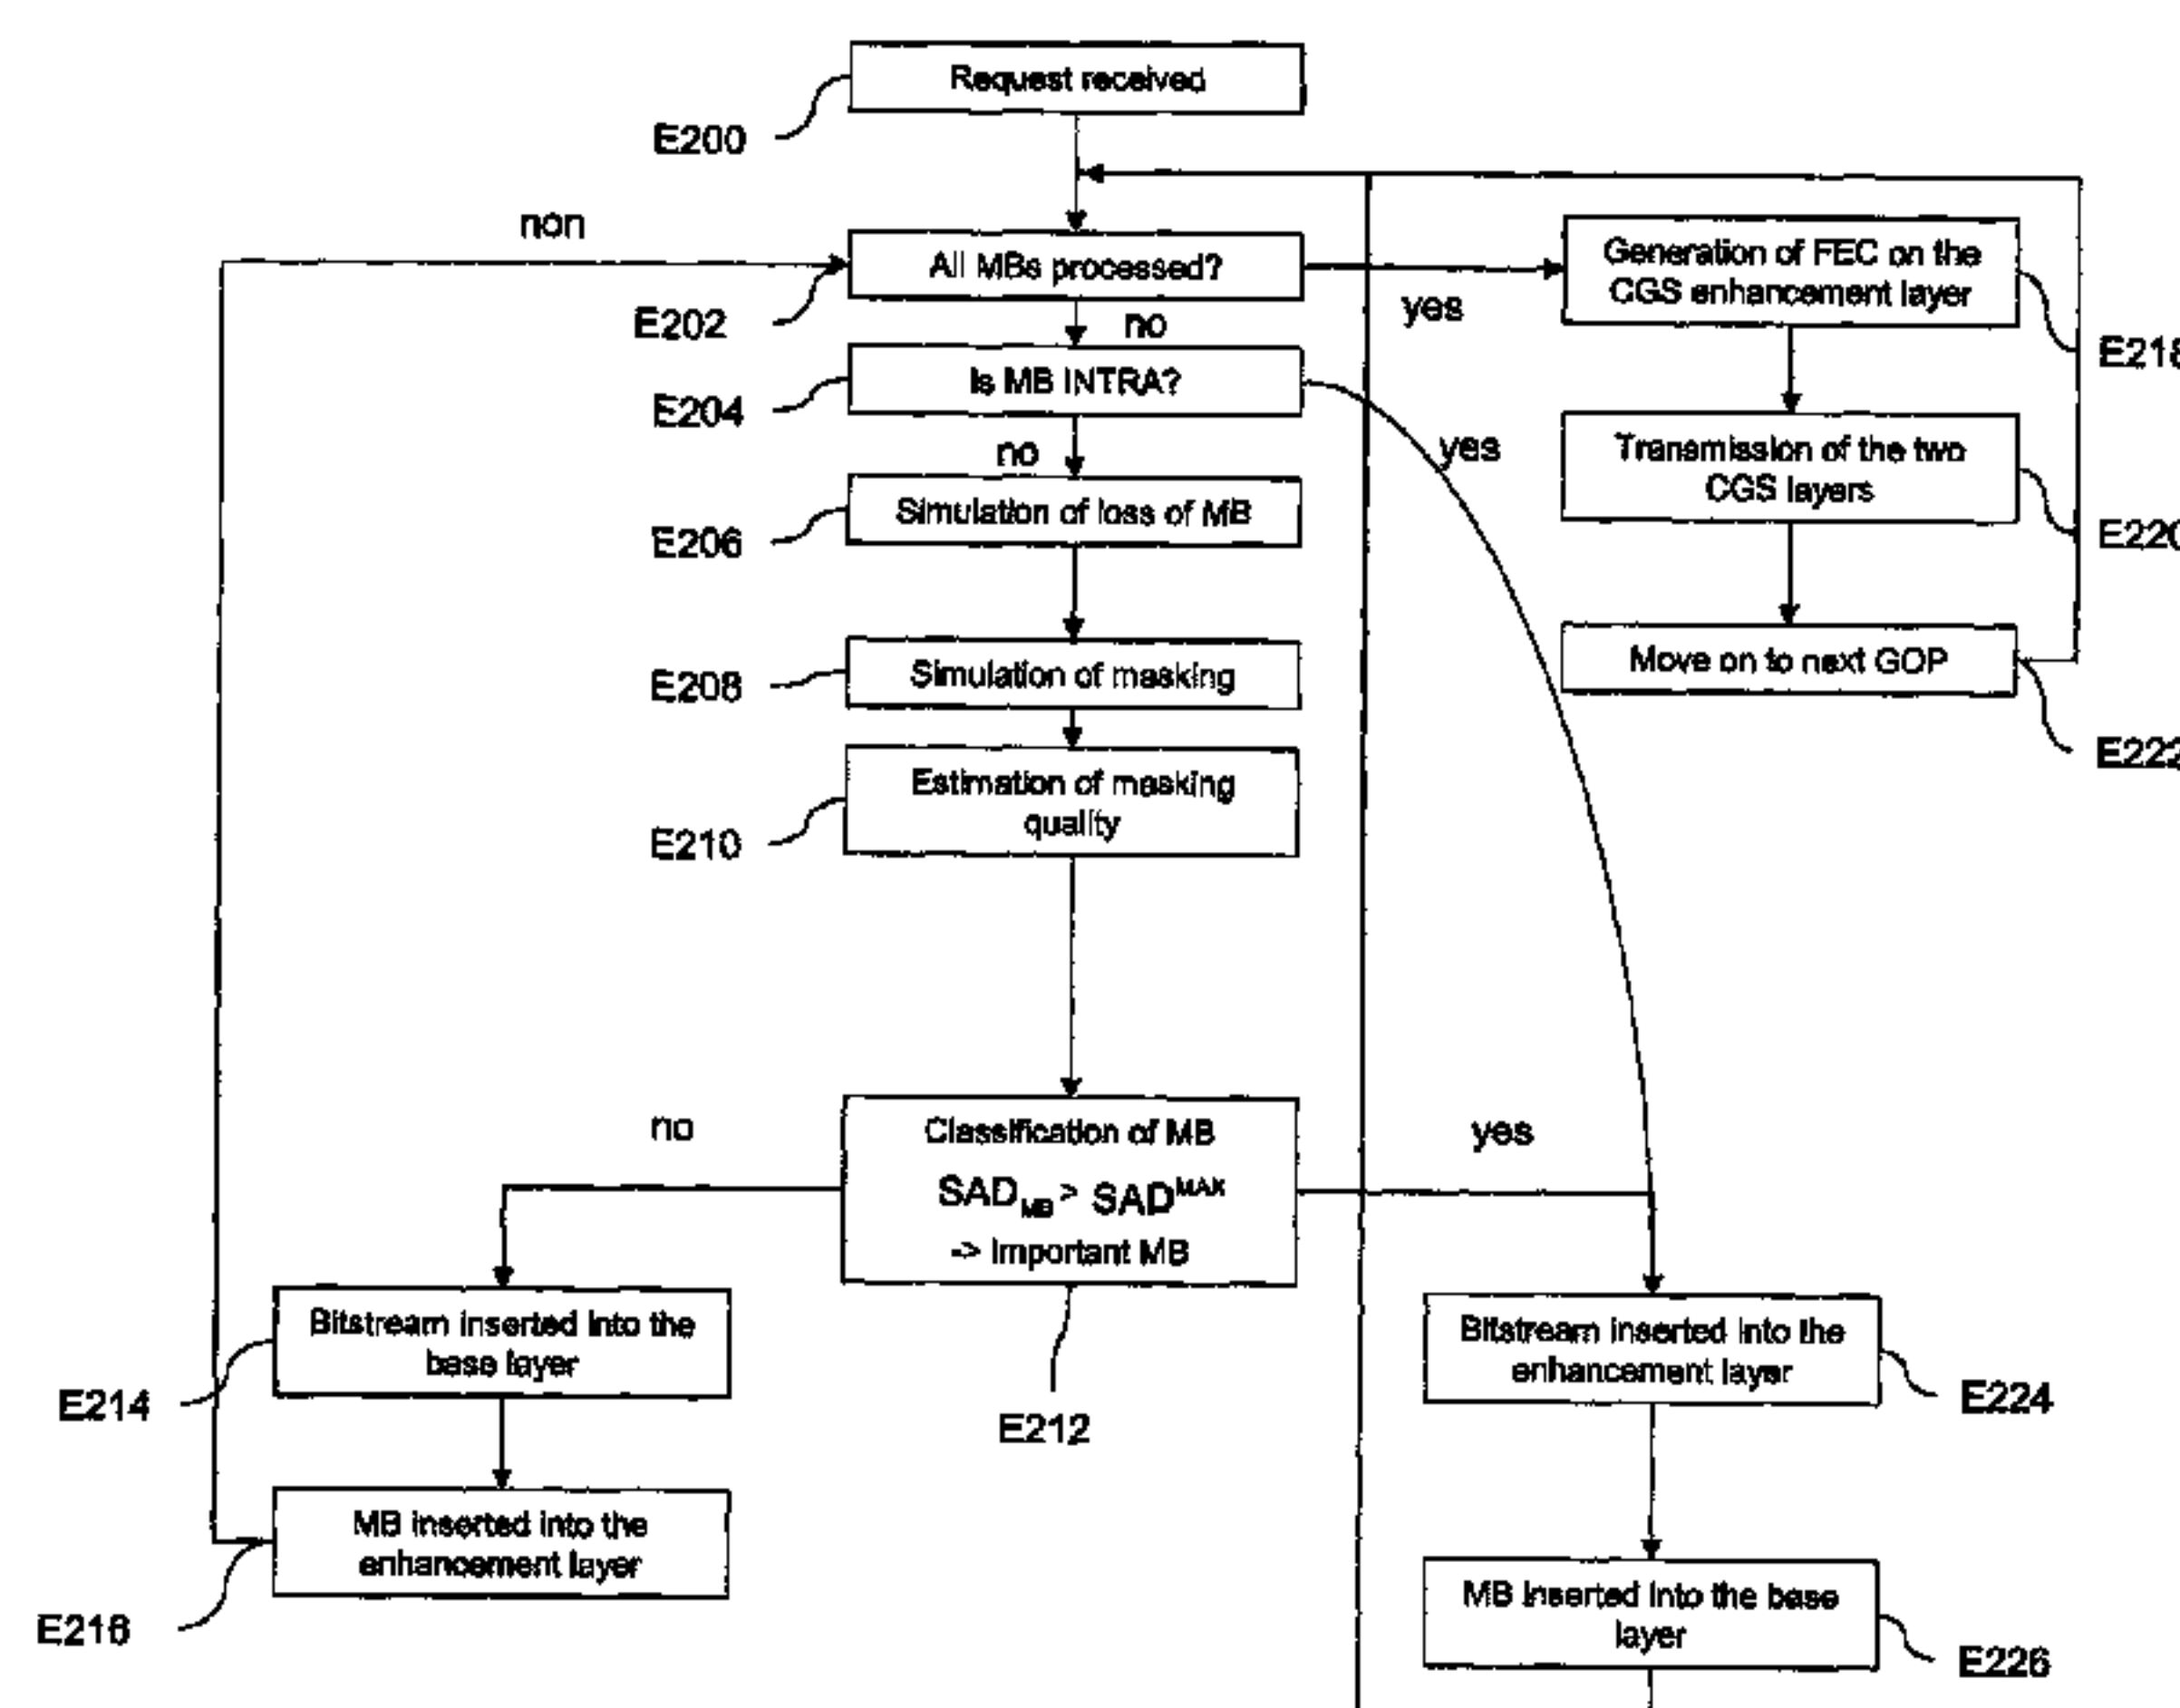 Request received
E200
non
All MBs processed?
E202
no
yes
Generation of FEC on the
CGS enhancement layer
E218
Is MB INTRA?
E204
no
yes
Transmission of the two
CGS layers
E220
Simulation of loss of MB
E206
Move on to next GOP
E222
Simulation of masking
E208
Estimation of masking
quality
E210
no
Classification of MB
SAD_MB > SAD^MAX
-> Important MB
yes
E212
Bitstream inserted into the
base layer
E214
Bitstream inserted into the
enhancement layer
E224
MB inserted into the
enhancement layer
E216
MB inserted into the base
layer
E226